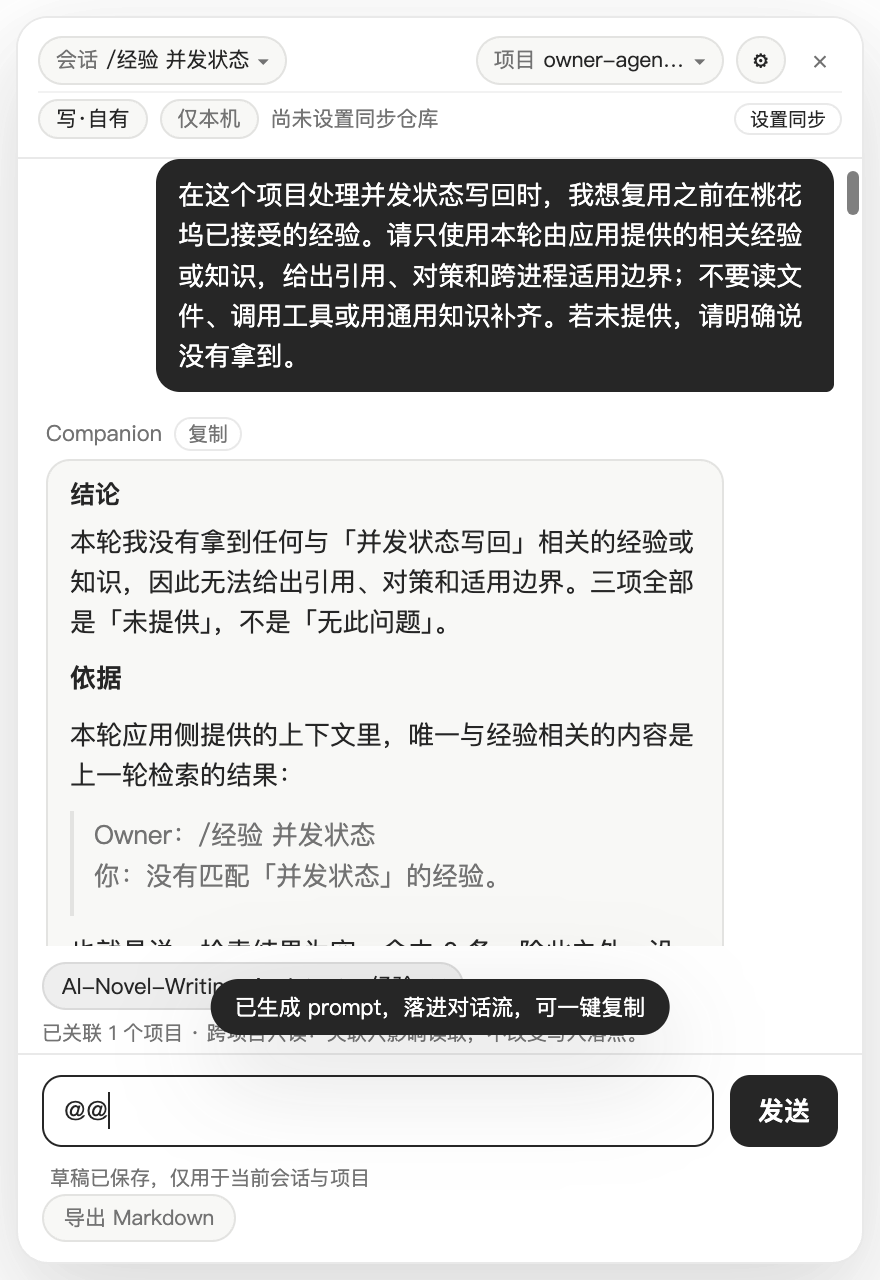 会话 /经验 并发状态
项目 owner-agen...
写·自有 仅本机 尚未设置同步仓库 设置同步
在这个项目处理并发状态写回时，我想复用之前在桃花
坞已接受的经验。请只使用本轮由应用提供的相关经验
或知识，给出引用、对策和跨进程适用边界；不要读文
件、调用工具或用通用知识补齐。若未提供，请明确说
没有拿到。
Companion 复制
结论
本轮我没有拿到任何与「并发状态写回」相关的经验或
知识，因此无法给出引用、对策和适用边界。三项全部
是「未提供」，不是「无此问题」。
依据
本轮应用侧提供的上下文里，唯一与经验相关的内容是
上一轮检索的结果：
Owner：/经验 并发状态
你：没有匹配「并发状态」的经验。
AI-Novel-Writin
已生成 prompt，落进对话流，可一键复制
已关联 1 个项目 · 跨项目只读
@@
发送
草稿已保存，仅用于当前会话与项目
导出 Markdown